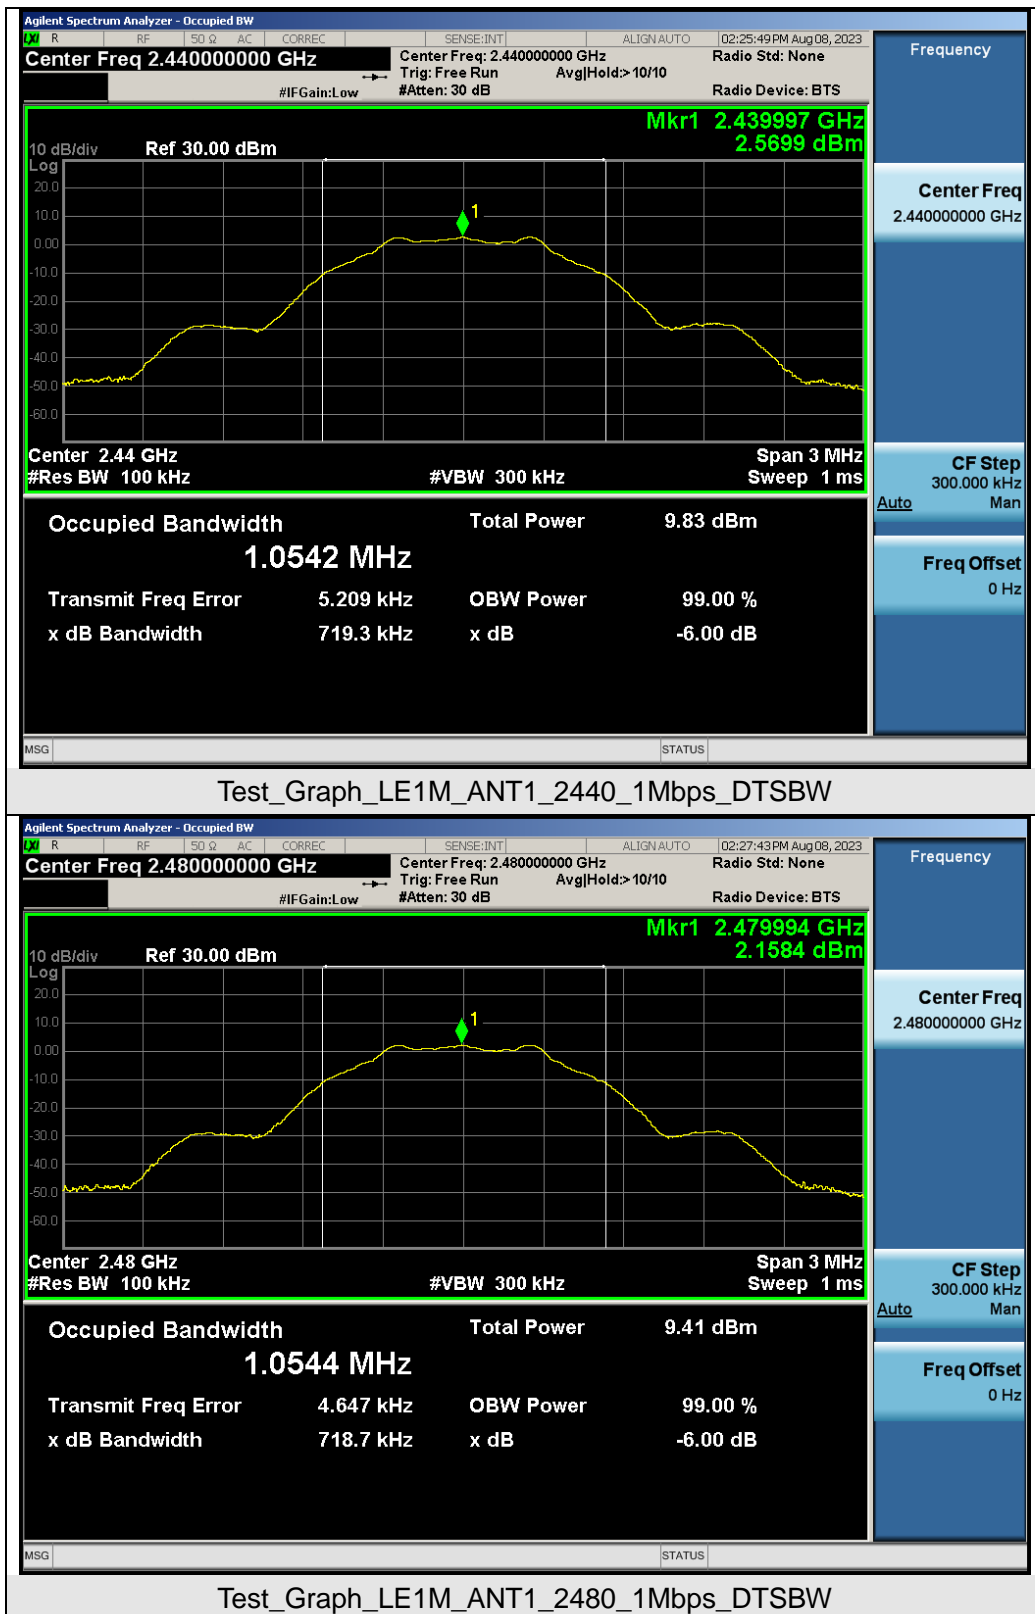 Agilent Spectrum Analyzer - Occupied BW
LXI R RF 50 Ω AC CORREC SENSE:INT ALIGN AUTO 02:25:49 PM Aug 08, 2023
Center Freq 2.440000000 GHz
Center Freq: 2.440000000 GHz
Radio Std: None
Trig: Free Run Avg|Hold:> 10/10
#IFGain:Low #Atten: 30 dB
Radio Device: BTS
Frequency
Mkr1 2.439997 GHz
2.5699 dBm
10 dB/div Ref 30.00 dBm
Log
20.0
10.0
0.00
-10.0
-20.0
-30.0
-40.0
-50.0
-60.0
1
Center 2.44 GHz Span 3 MHz
#Res BW 100 kHz #VBW 300 kHz Sweep 1 ms
Center Freq
2.440000000 GHz
CF Step
300.000 kHz
Auto Man
Freq Offset
0 Hz
Occupied Bandwidth Total Power 9.83 dBm
1.0542 MHz
Transmit Freq Error 5.209 kHz OBW Power 99.00 %
x dB Bandwidth 719.3 kHz x dB -6.00 dB
MSG STATUS
Test_Graph_LE1M_ANT1_2440_1Mbps_DTSBW
Agilent Spectrum Analyzer - Occupied BW
LXI R RF 50 Ω AC CORREC SENSE:INT ALIGN AUTO 02:27:43 PM Aug 08, 2023
Center Freq 2.480000000 GHz
Center Freq: 2.480000000 GHz
Radio Std: None
Trig: Free Run Avg|Hold:> 10/10
#IFGain:Low #Atten: 30 dB
Radio Device: BTS
Frequency
Mkr1 2.479994 GHz
2.1584 dBm
10 dB/div Ref 30.00 dBm
Log
20.0
10.0
0.00
-10.0
-20.0
-30.0
-40.0
-50.0
-60.0
1
Center 2.48 GHz Span 3 MHz
#Res BW 100 kHz #VBW 300 kHz Sweep 1 ms
Center Freq
2.480000000 GHz
CF Step
300.000 kHz
Auto Man
Freq Offset
0 Hz
Occupied Bandwidth Total Power 9.41 dBm
1.0544 MHz
Transmit Freq Error 4.647 kHz OBW Power 99.00 %
x dB Bandwidth 718.7 kHz x dB -6.00 dB
MSG STATUS
Test_Graph_LE1M_ANT1_2480_1Mbps_DTSBW